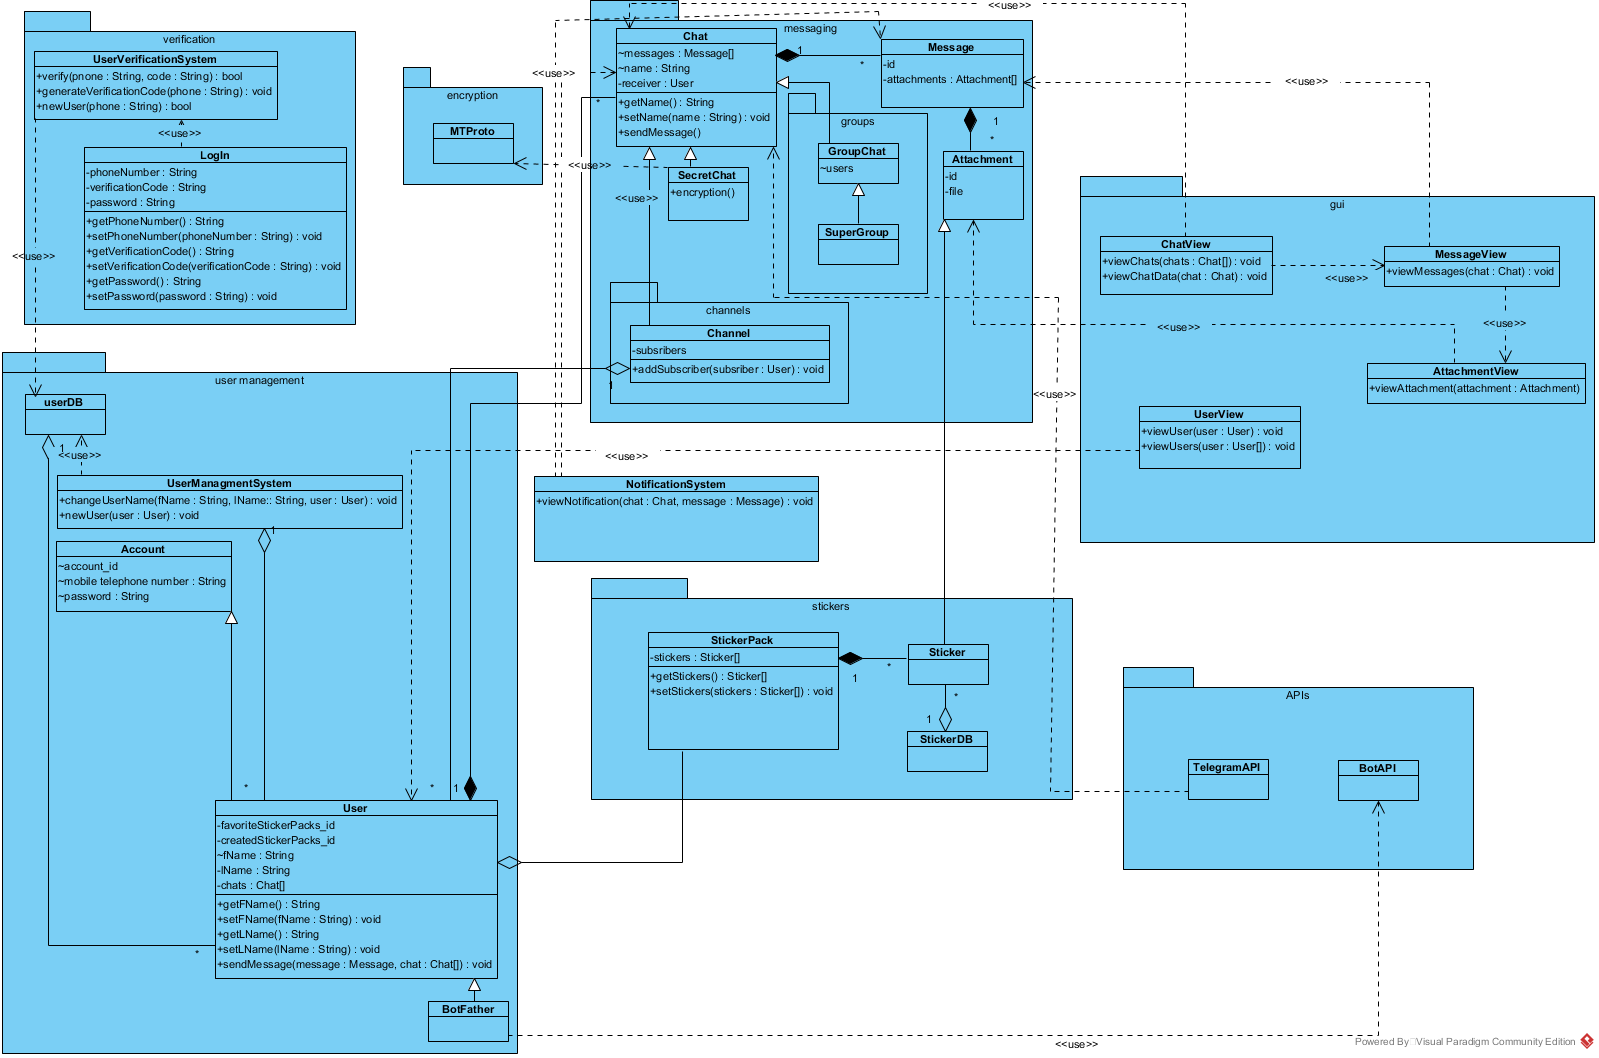 verification
UserVerificationSystem
+verify(pnone : String, code : String) : bool
+generateVerificationCode(phone : String) : void
+newUser(phone : String) : bool
<<use>>
LogIn
-phoneNumber : String
-verificationCode : String
-password : String
+getPhoneNumber() : String
+setPhoneNumber(phoneNumber : String) : void
+getVerificationCode() : String
+setVerificationCode(verificationCode : String) : void
+getPassword() : String
+setPassword(password : String) : void
<<use>>
encryption
MTProto
<<use>>
<<use>>
<<use>>
messaging
Chat
~messages : Message[]
~name : String
-receiver : User
+getName() : String
+setName(name : String) : void
+sendMessage()
1
*
*
Message
-id
-attachments : Attachment[]
1
*
Attachment
-id
-file
groups
GroupChat
~users
SuperGroup
SecretChat
+encryption()
<<use>>
channels
Channel
-subsribers
+addSubscriber(subsriber : User) : void
1
<<use>>
<<use>>
gui
ChatView
+viewChats(chats : Chat[]) : void
+viewChatData(chat : Chat) : void
<<use>>
MessageView
+viewMessages(chat : Chat) : void
<<use>>
<<use>>
AttachmentView
+viewAttachment(attachment : Attachment)
UserView
+viewUser(user : User) : void
+viewUsers(user : User[]) : void
<<use>>
<<use>>
user management
userDB
1
<<use>>
UserManagmentSystem
+changeUserName(fName : String, lName:: String, user : User) : void
+newUser(user : User) : void
1
Account
~account_id
~mobile telephone number : String
~password : String
*
*
1
User
-favoriteStickerPacks_id
-createdStickerPacks_id
~fName : String
-lName : String
-chats : Chat[]
+getFName() : String
+setFName(fName : String) : void
+getLName() : String
+setLName(lName : String) : void
+sendMessage(message : Message, chat : Chat[]) : void
*
BotFather
NotificationSystem
+viewNotification(chat : Chat, message : Message) : void
stickers
StickerPack
-stickers : Sticker[]
+getStickers() : Sticker[]
+setStickers(stickers : Sticker[]) : void
1
*
Sticker
*
1
StickerDB
APIs
TelegramAPI
BotAPI
<<use>>
Powered By Visual Paradigm Community Edition